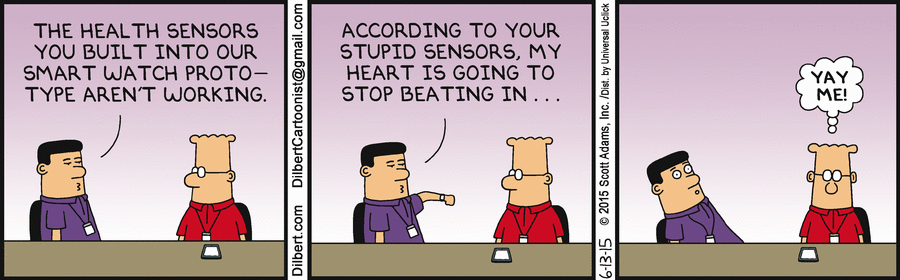 THE HEALTH SENSORS
YOU BUILT INTO OUR
SMART WATCH PROTO-
TYPE AREN'T WORKING.
Dilbert.com DilbertCartoonist@gmail.com
ACCORDING TO YOUR
STUPID SENSORS, MY
HEART IS GOING TO
STOP BEATING IN...
6-13-15 © 2015 Scott Adams, Inc. /Dist. by Universal Uclick
YAY
ME!